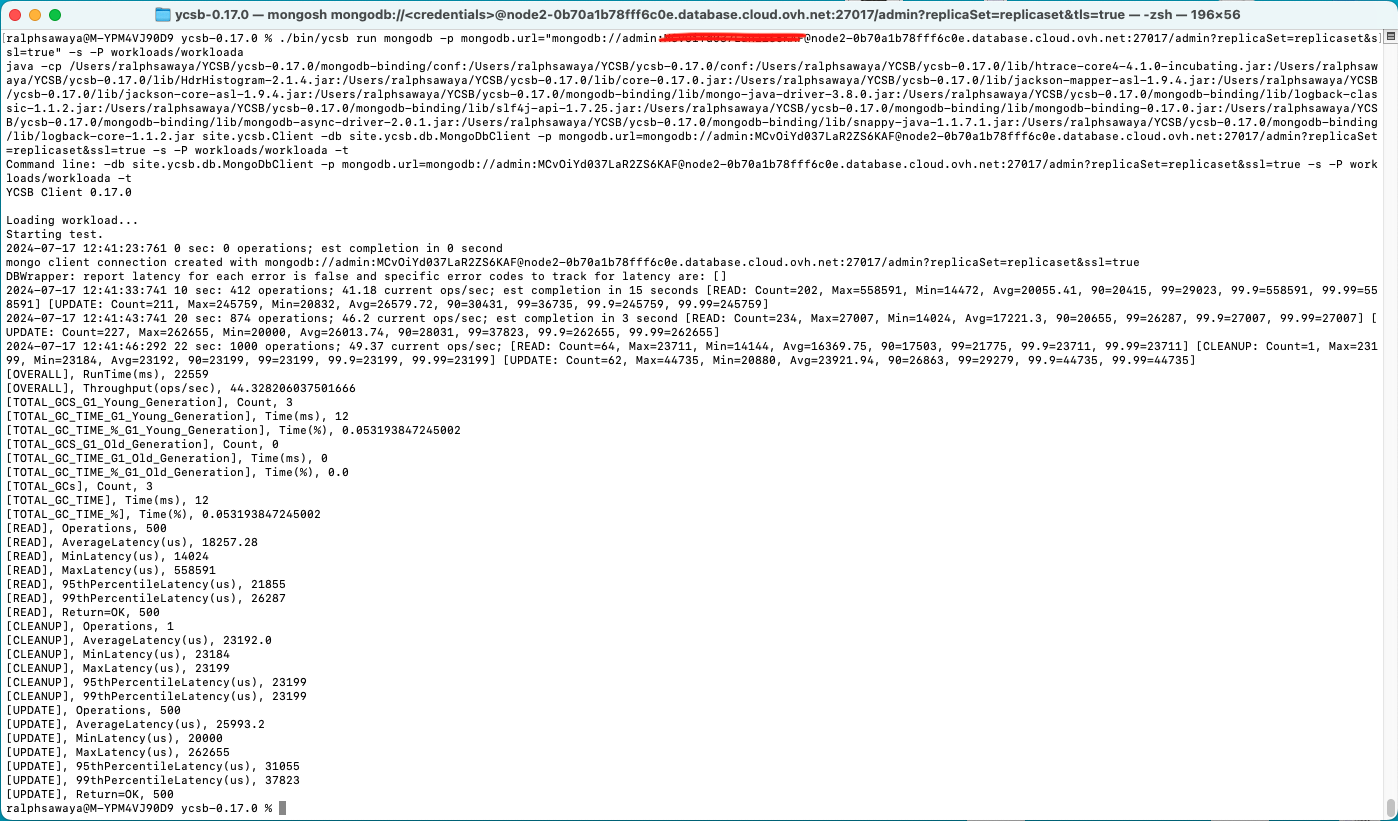 ycsb-0.17.0 — mongosh mongodb://<credentials>@node2-0b70a1b78fff6c0e.database.cloud.ovh.net:27017/admin?replicaSet=replicaset&tls=true — -zsh — 196×56
[ralphsawaya@M-YPM4VJ90D9 ycsb-0.17.0 % ./bin/ycsb run mongodb -p mongodb.url="mongodb://admin:@node2-0b70a1b78fff6c0e.database.cloud.ovh.net:27017/admin?replicaSet=replicaset&s
sl=true" -s -P workloads/workloada
java -cp /Users/ralphsawaya/YCSB/ycsb-0.17.0/mongodb-binding/conf:/Users/ralphsawaya/YCSB/ycsb-0.17.0/conf:/Users/ralphsawaya/YCSB/ycsb-0.17.0/lib/htrace-core4-4.1.0-incubating.jar:/Users/ralphsaw
aya/YCSB/ycsb-0.17.0/lib/HdrHistogram-2.1.4.jar:/Users/ralphsawaya/YCSB/ycsb-0.17.0/lib/core-0.17.0.jar:/Users/ralphsawaya/YCSB/ycsb-0.17.0/lib/jackson-mapper-asl-1.9.4.jar:/Users/ralphsawaya/YCSB
/ycsb-0.17.0/lib/jackson-core-asl-1.9.4.jar:/Users/ralphsawaya/YCSB/ycsb-0.17.0/mongodb-binding/lib/mongo-java-driver-3.8.0.jar:/Users/ralphsawaya/YCSB/ycsb-0.17.0/mongodb-binding/lib/logback-clas
sic-1.1.2.jar:/Users/ralphsawaya/YCSB/ycsb-0.17.0/mongodb-binding/lib/slf4j-api-1.7.25.jar:/Users/ralphsawaya/YCSB/ycsb-0.17.0/mongodb-binding/lib/mongodb-binding-0.17.0.jar:/Users/ralphsawaya/YCS
B/ycsb-0.17.0/mongodb-binding/lib/mongodb-async-driver-2.0.1.jar:/Users/ralphsawaya/YCSB/ycsb-0.17.0/mongodb-binding/lib/snappy-java-1.1.7.1.jar:/Users/ralphsawaya/YCSB/ycsb-0.17.0/mongodb-binding
/lib/logback-core-1.1.2.jar site.ycsb.Client -db site.ycsb.db.MongoDbClient -p mongodb.url=mongodb://admin:MCvOiYd037LaR2ZS6KAF@node2-0b70a1b78fff6c0e.database.cloud.ovh.net:27017/admin?replicaSet
=replicaset&ssl=true -s -P workloads/workloada -t
Command line: -db site.ycsb.db.MongoDbClient -p mongodb.url=mongodb://admin:MCvOiYd037LaR2ZS6KAF@node2-0b70a1b78fff6c0e.database.cloud.ovh.net:27017/admin?replicaSet=replicaset&ssl=true -s -P work
loads/workloada -t
YCSB Client 0.17.0
Loading workload...
Starting test.
2024-07-17 12:41:23:761 0 sec: 0 operations; est completion in 0 second
mongo client connection created with mongodb://admin:MCvOiYd037LaR2ZS6KAF@node2-0b70a1b78fff6c0e.database.cloud.ovh.net:27017/admin?replicaSet=replicaset&ssl=true
DBWrapper: report latency for each error is false and specific error codes to track for latency are: []
2024-07-17 12:41:33:741 10 sec: 412 operations; 41.18 current ops/sec; est completion in 15 seconds [READ: Count=202, Max=558591, Min=14472, Avg=20055.41, 90=20415, 99=29023, 99.9=558591, 99.99=55
8591] [UPDATE: Count=211, Max=245759, Min=20832, Avg=26579.72, 90=30431, 99=36735, 99.9=245759, 99.99=245759]
2024-07-17 12:41:43:741 20 sec: 874 operations; 46.2 current ops/sec; est completion in 3 second [READ: Count=234, Max=27007, Min=14024, Avg=17221.3, 90=20655, 99=26287, 99.9=27007, 99.99=27007] [
UPDATE: Count=227, Max=262655, Min=20000, Avg=26013.74, 90=28031, 99=37823, 99.9=262655, 99.99=262655]
2024-07-17 12:41:46:292 22 sec: 1000 operations; 49.37 current ops/sec; [READ: Count=64, Max=23711, Min=14144, Avg=16369.75, 90=17503, 99=21775, 99.9=23711, 99.99=23711] [CLEANUP: Count=1, Max=231
99, Min=23184, Avg=23192, 90=23199, 99=23199, 99.9=23199, 99.99=23199] [UPDATE: Count=62, Max=44735, Min=20880, Avg=23921.94, 90=26863, 99=29279, 99.9=44735, 99.99=44735]
[OVERALL], RunTime(ms), 22559
[OVERALL], Throughput(ops/sec), 44.328206037501666
[TOTAL_GCS_G1_Young_Generation], Count, 3
[TOTAL_GC_TIME_G1_Young_Generation], Time(ms), 12
[TOTAL_GC_TIME_%_G1_Young_Generation], Time(%), 0.053193847245002
[TOTAL_GCS_G1_Old_Generation], Count, 0
[TOTAL_GC_TIME_G1_Old_Generation], Time(ms), 0
[TOTAL_GC_TIME_%_G1_Old_Generation], Time(%), 0.0
[TOTAL_GCs], Count, 3
[TOTAL_GC_TIME], Time(ms), 12
[TOTAL_GC_TIME_%], Time(%), 0.053193847245002
[READ], Operations, 500
[READ], AverageLatency(us), 18257.28
[READ], MinLatency(us), 14024
[READ], MaxLatency(us), 558591
[READ], 95thPercentileLatency(us), 21855
[READ], 99thPercentileLatency(us), 26287
[READ], Return=OK, 500
[CLEANUP], Operations, 1
[CLEANUP], AverageLatency(us), 23192.0
[CLEANUP], MinLatency(us), 23184
[CLEANUP], MaxLatency(us), 23199
[CLEANUP], 95thPercentileLatency(us), 23199
[CLEANUP], 99thPercentileLatency(us), 23199
[UPDATE], Operations, 500
[UPDATE], AverageLatency(us), 25993.2
[UPDATE], MinLatency(us), 20000
[UPDATE], MaxLatency(us), 262655
[UPDATE], 95thPercentileLatency(us), 31055
[UPDATE], 99thPercentileLatency(us), 37823
[UPDATE], Return=OK, 500
ralphsawaya@M-YPM4VJ90D9 ycsb-0.17.0 %